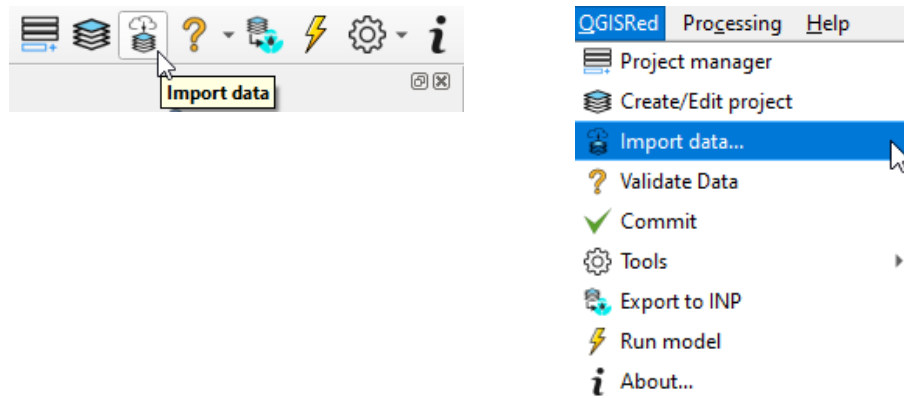 Import data
QGISRed Processing Help
Project manager
Create/Edit project
Import data...
Validate Data
Commit
Tools
Export to INP
Run model
About...